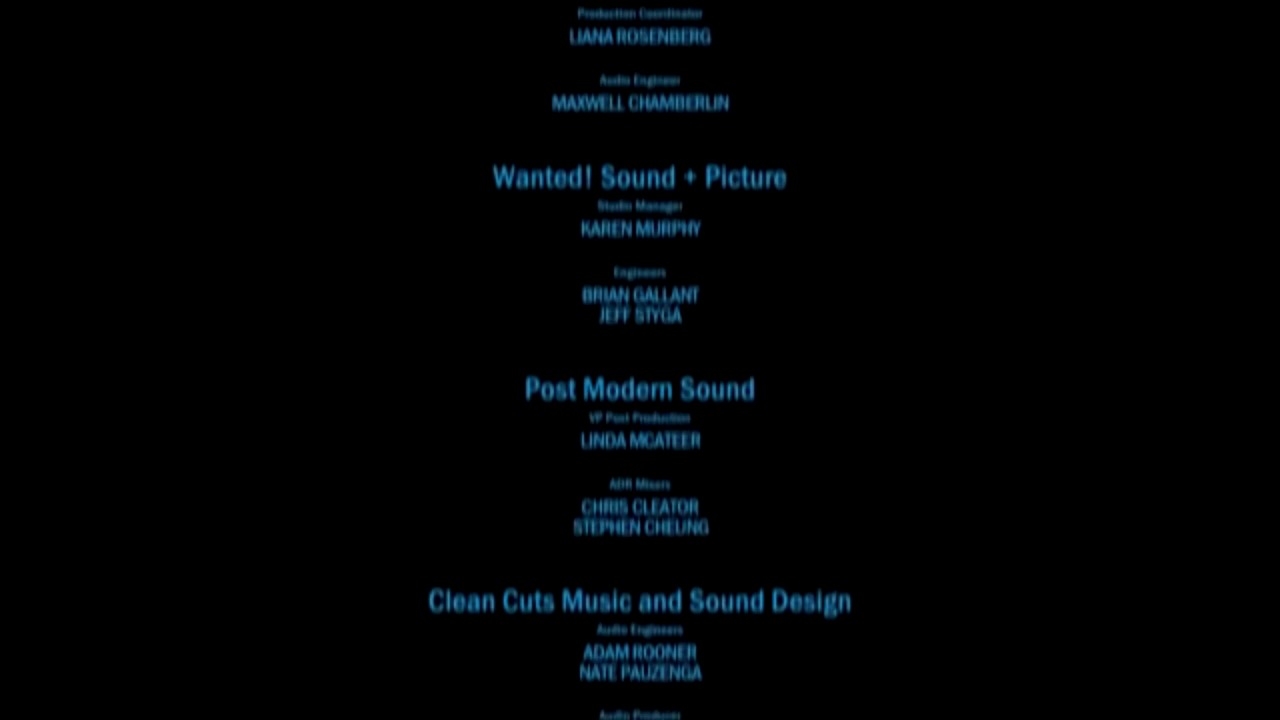 Production Coordinator
LIANA ROSENBERG
Audio Engineer
MAXWELL CHAMBERLIN
Wanted! Sound + Picture
Studio Manager
KAREN MURPHY
Engineers
BRIAN GALLANT
JEFF STYGA
Post Modern Sound
VP Post Production
LINDA MCATEER
ADR Mixers
CHRIS CLEATOR
STEPHEN CHEUNG
Clean Cuts Music and Sound Design
Audio Engineers
ADAM ROONER
NATE PAUZENGA
Audio Producer